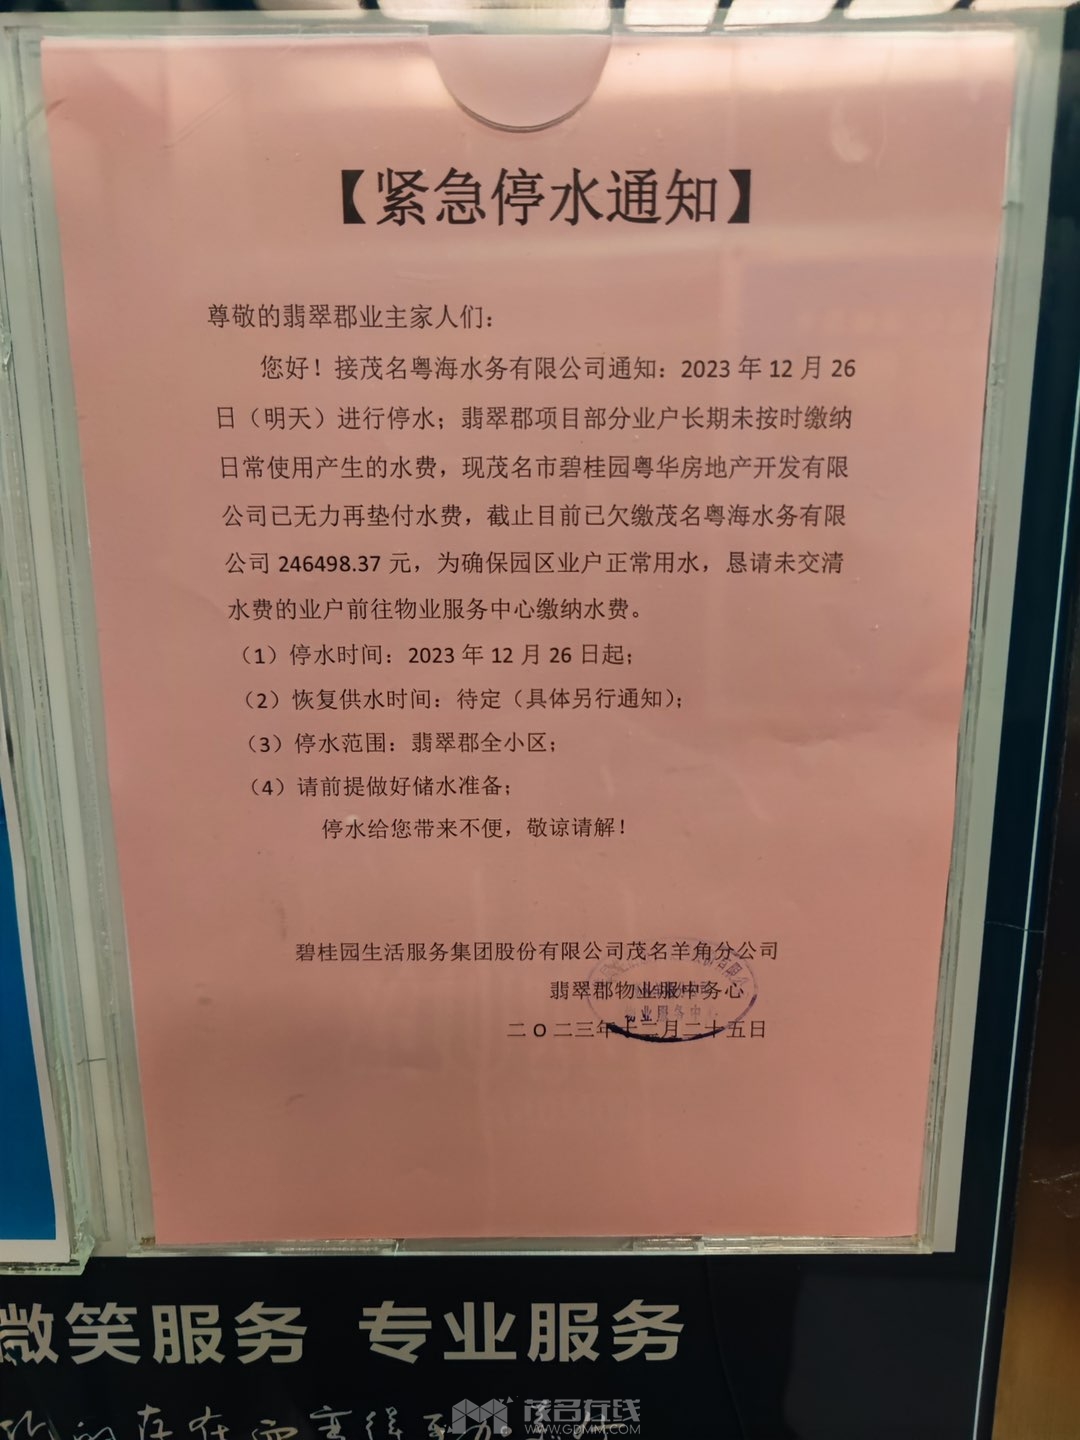 【紧急停水通知】
尊敬的翡翠郡业主家人们：
您好！接茂名粤海水务有限公司通知：2023 年 12 月 26
日（明天）进行停水；翡翠郡项目部分业户长期未按时缴纳
日常使用产生的水费，现茂名市碧桂园粤华房地产开发有限
公司已无力再垫付水费，截止目前已欠缴茂名粤海水务有限
公司 246498.37 元，为确保园区业户正常用水，恳请未交清
水费的业户前往物业服务中心缴纳水费。
（1）停水时间：2023 年 12 月 26 日起；
（2）恢复供水时间：待定（具体另行通知）；
（3）停水范围：翡翠郡全小区；
（4）请前提做好储水准备；
停水给您带来不便，敬谅请解！
碧桂园生活服务集团股份有限公司茂名羊角分公司
翡翠郡物业服中务心
物业服务中心
二O二三年十二月二十五日
微笑服务 专业服务
的存在而变得
茂名在线
WWW.GDMM.COM